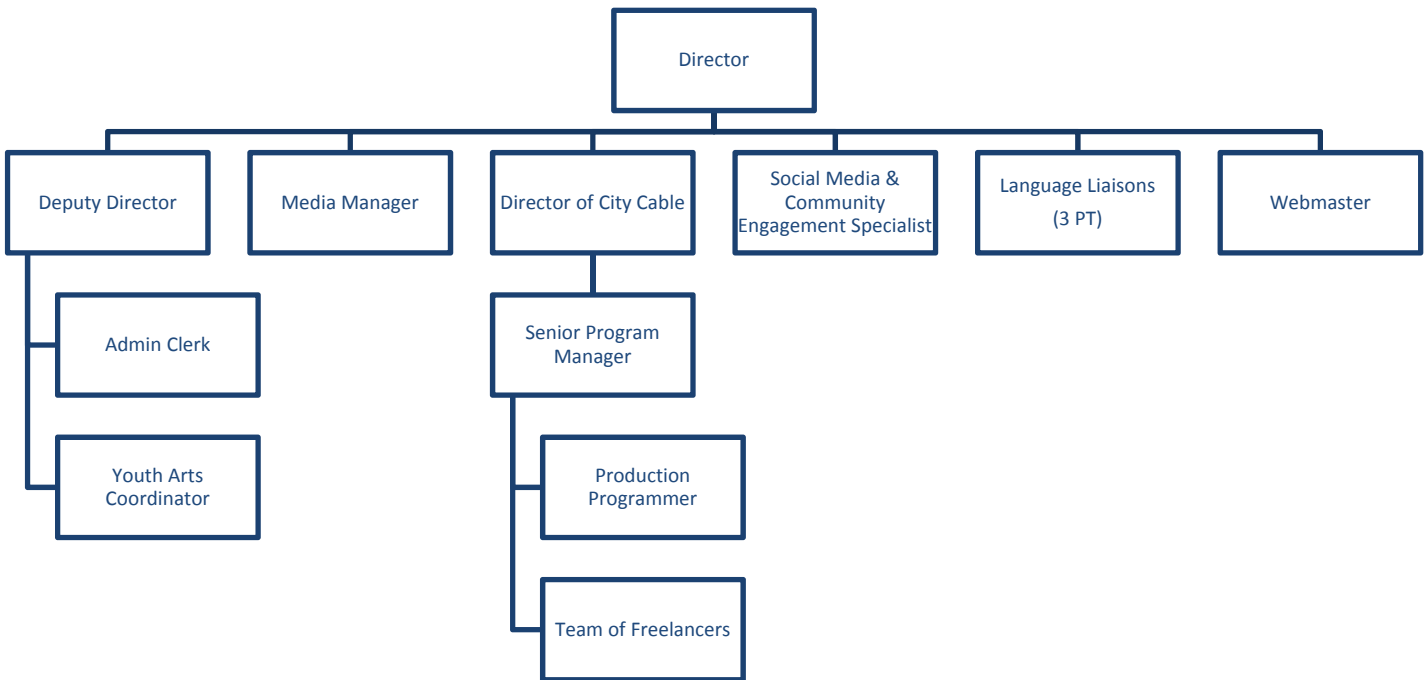 Director
Deputy Director
Media Manager
Director of City Cable
Social Media &
Community
Engagement Specialist
Language Liaisons
(3 PT)
Webmaster
Admin Clerk
Youth Arts
Coordinator
Senior Program
Manager
Production
Programmer
Team of Freelancers